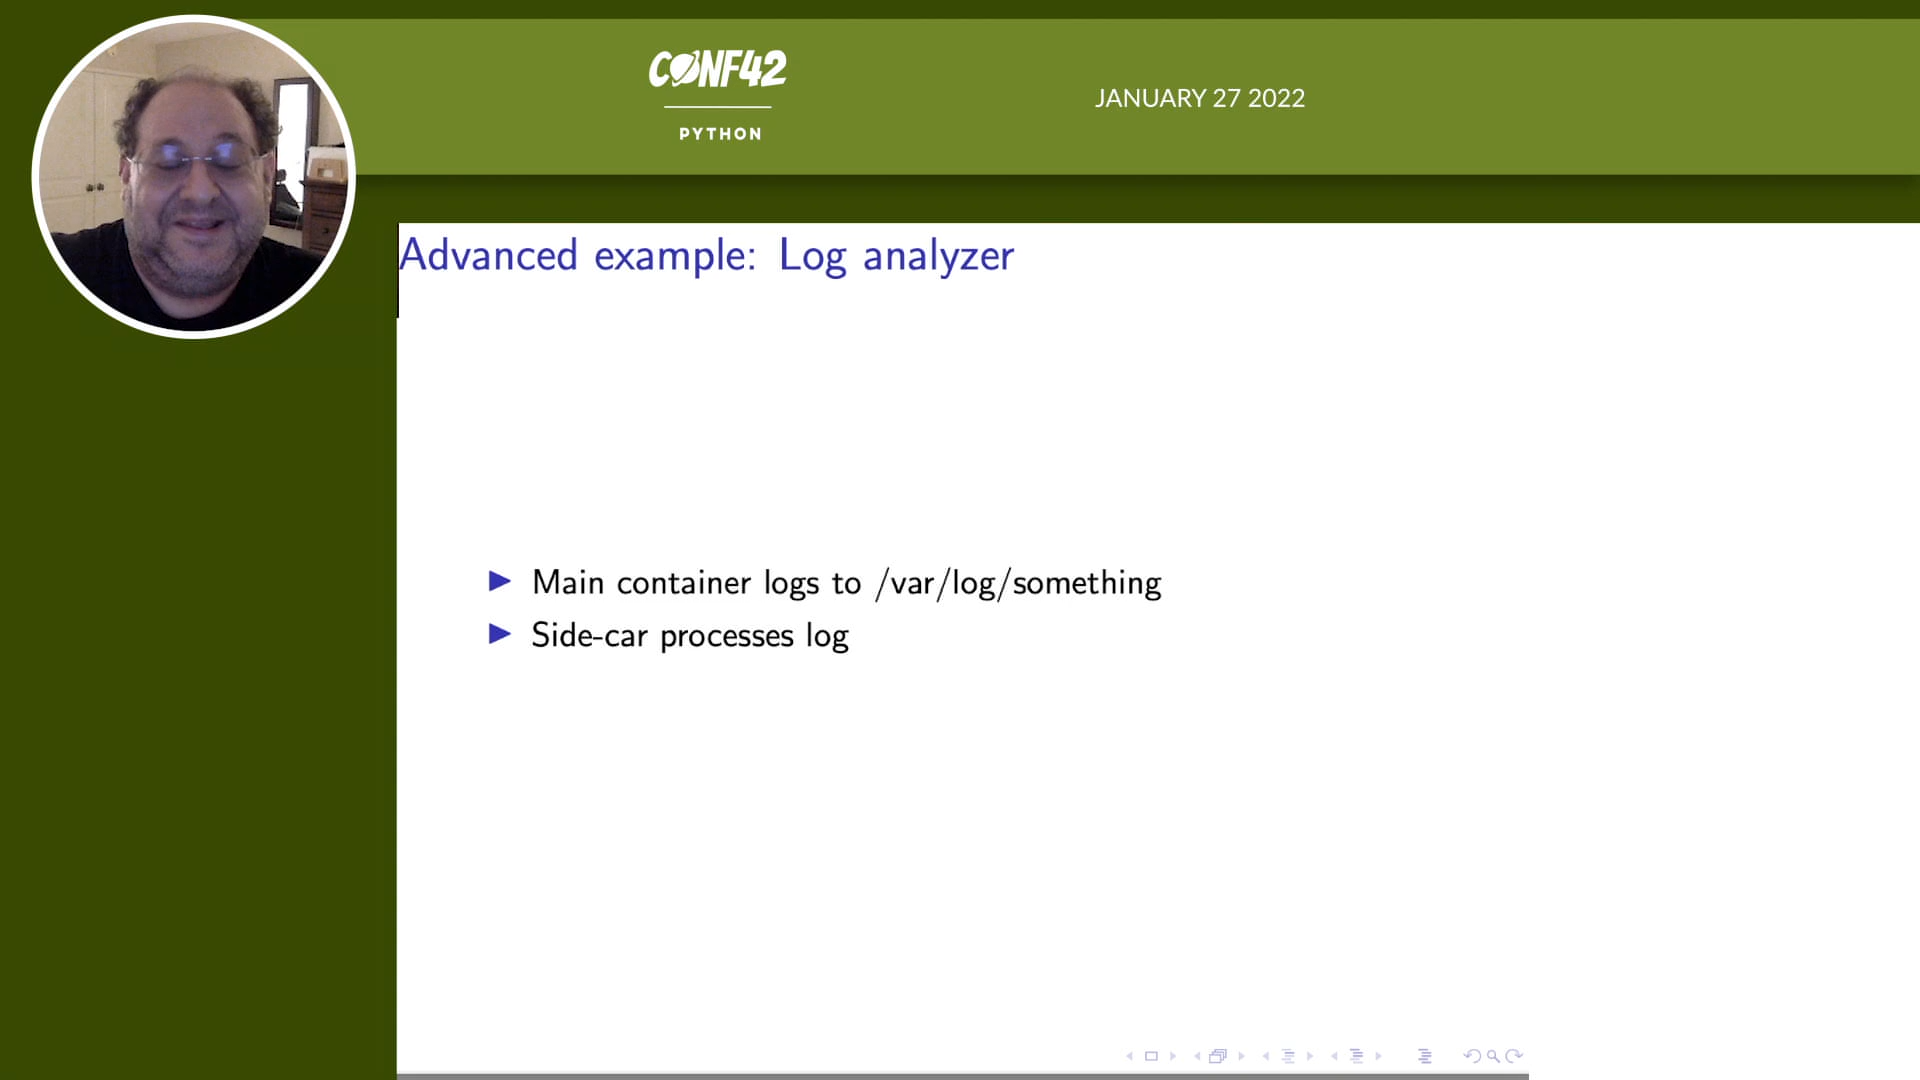 CONF42
PYTHON
JANUARY 27 2022
Advanced example: Log analyzer
Main container logs to /var/log/something
Side-car processes log